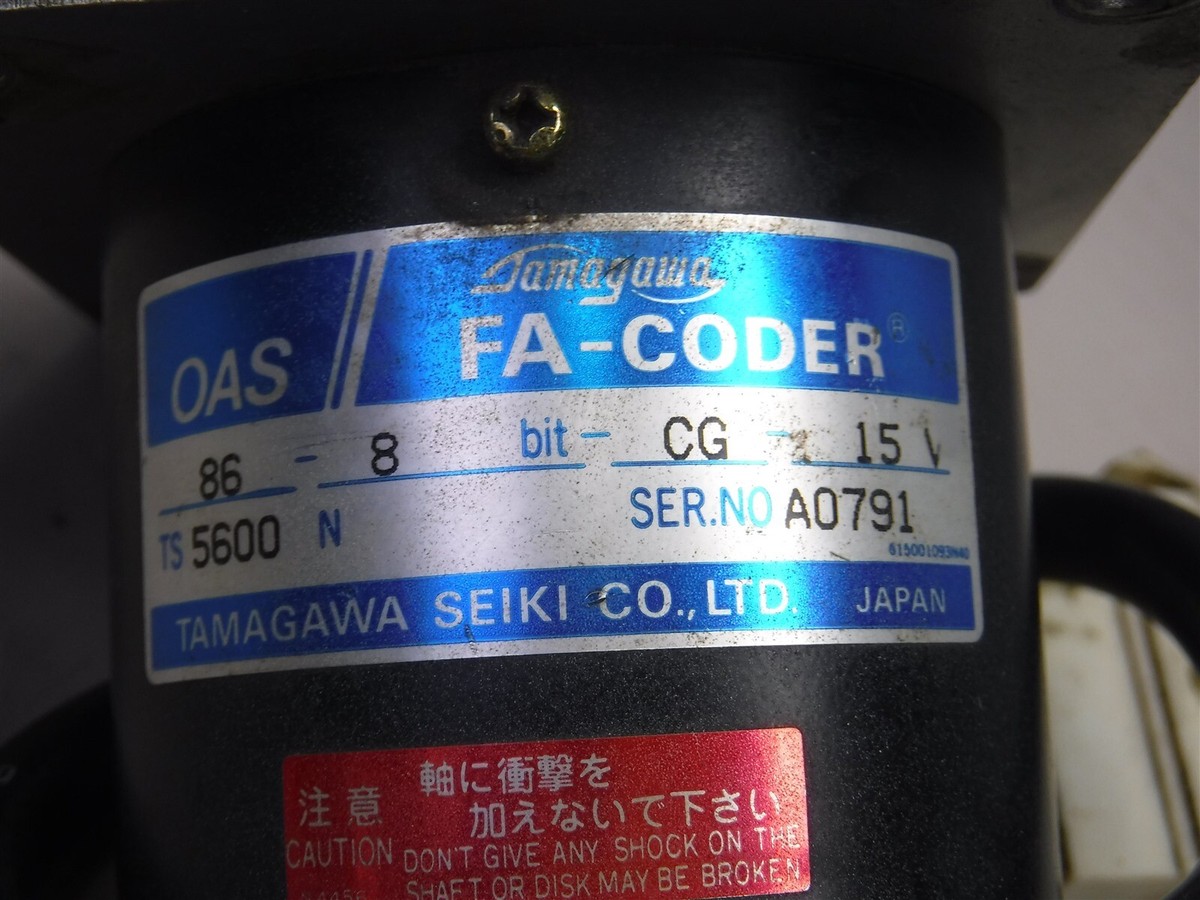 Tamagawa
OAS FA-CODER®
86 - 8 bit - CG - 15 V
TS 5600 N SER.NO A0791
615001093N40
TAMAGAWA SEIKI CO., LTD. JAPAN
軸に衝撃を
注意 加えないで下さい
CAUTION DON'T GIVE ANY SHOCK ON THE
SHAFT OR DISK MAY BE BROKEN